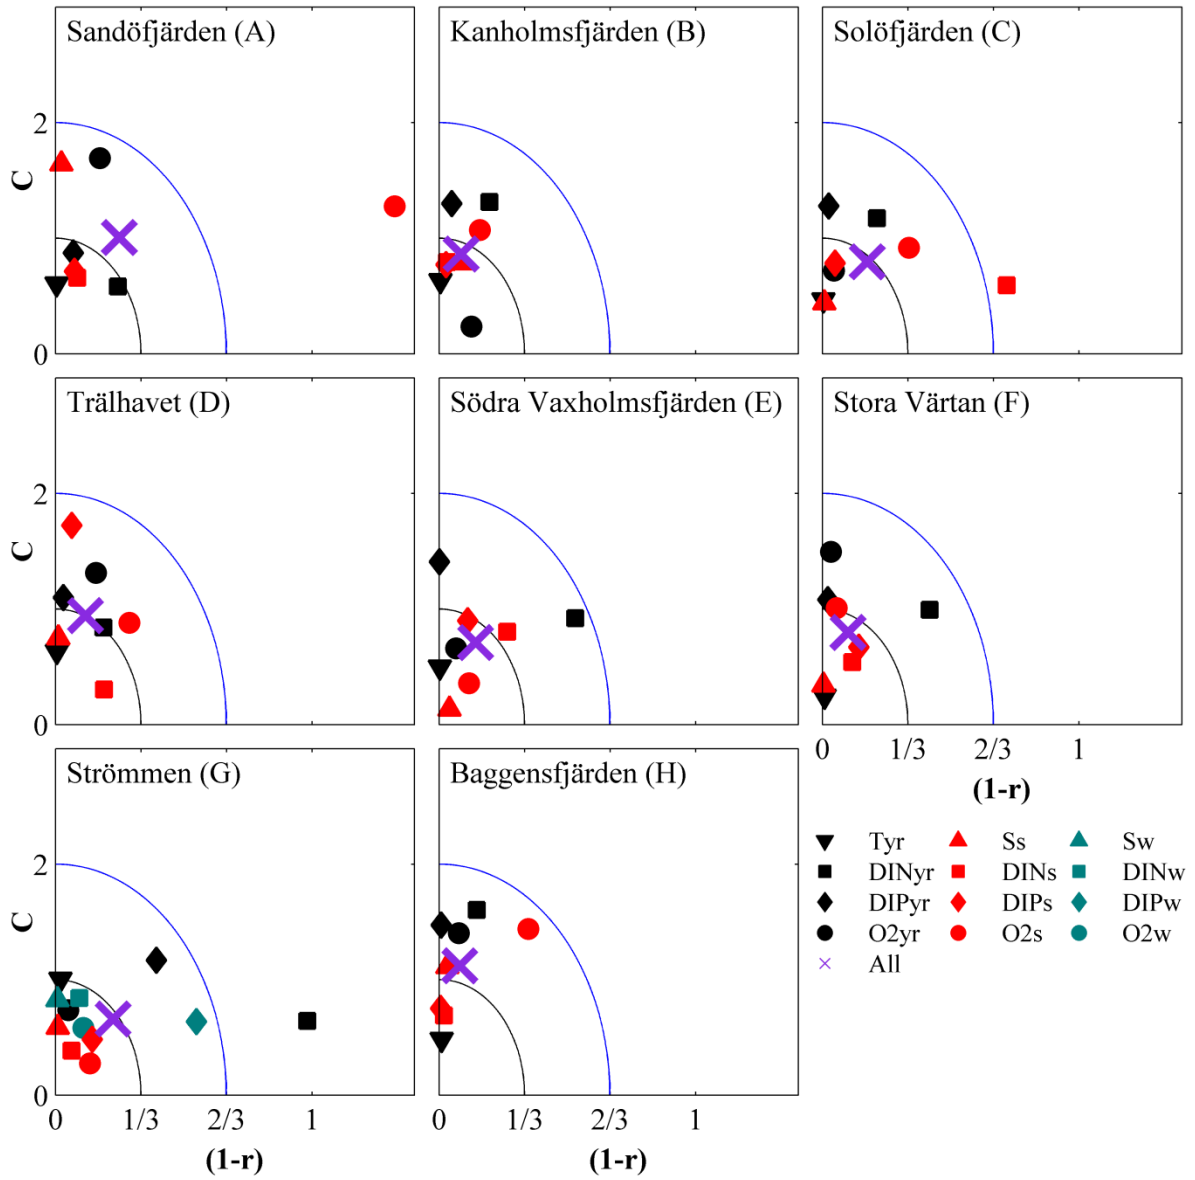 Sandöfjärden (A)
Kanholmsfjärden (B)
Solöfjärden (C)
2
C
0
Trälhavet (D)
Södra Vaxholmsfjärden (E)
Stora Värtan (F)
2
C
0
0 1/3 2/3 1
(1-r)
Strömmen (G)
Baggensfjärden (H)
2
C
0
0 1/3 2/3 1
(1-r)
0 1/3 2/3 1
(1-r)
Tyr Ss Sw
DINyr DINs DINw
DIPyr DIPs DIPw
O2yr O2s O2w
All